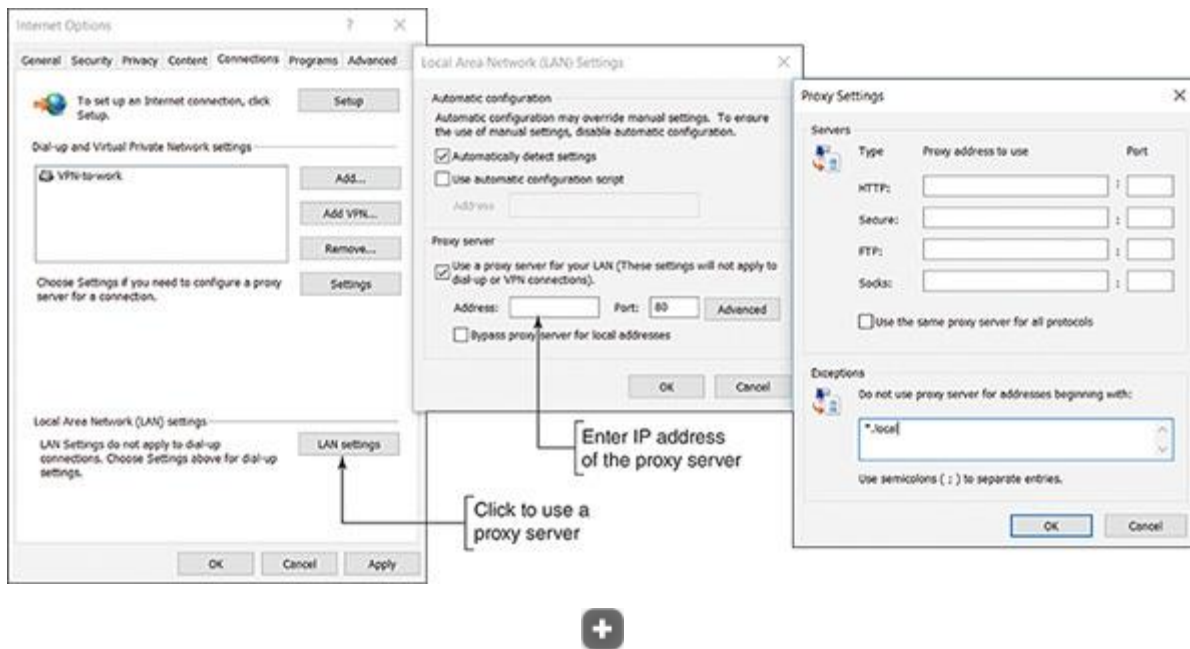 Internet Options
?
General Security Privacy Content Connections Programs Advanced
To set up an Internet connection, click
Setup.
Setup
Dial-up and Virtual Private Network settings
VPN-to-work
Add...
Add VPN...
Remove...
Choose Settings if you need to configure a proxy
server for a connection.
Settings
Local Area Network (LAN) settings
LAN Settings do not apply to dial-up
connections. Choose Settings above for dial-up
settings.
LAN settings
OK
Cancel
Apply
Click to use a
proxy server
Local Area Network (LAN) Settings
Automatic configuration
Automatic configuration may override manual settings. To ensure
the use of manual settings, disable automatic configuration.
Automatically detect settings
Use automatic configuration script
Address
Proxy server
Use a proxy server for your LAN (These settings will not apply to
dial-up or VPN connections).
Address:
Port: 80
Advanced
Bypass proxy server for local addresses
OK
Cancel
Enter IP address
of the proxy server
Proxy Settings
Servers
Type
Proxy address to use
Port
HTTP: :
Secure: :
FTP: :
Socks: :
Use the same proxy server for all protocols
Exceptions
Do not use proxy server for addresses beginning with:
*.local
Use semicolons ( ; ) to separate entries.
OK
Cancel